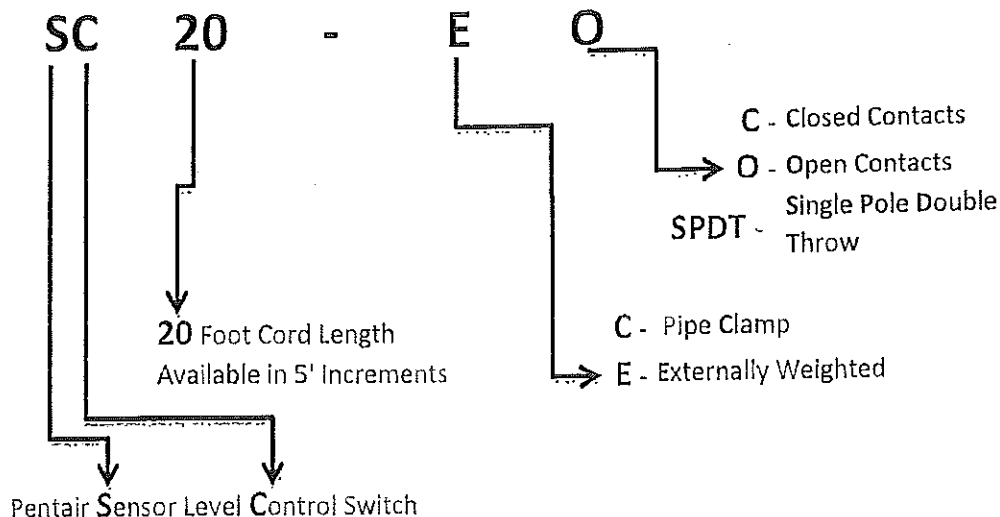 SC 20 - E O
C - Closed Contacts
O - Open Contacts
SPDT - Single Pole Double
Throw
20 Foot Cord Length
Available in 5' Increments
C - Pipe Clamp
E - Externally Weighted
Pentair Sensor Level Control Switch